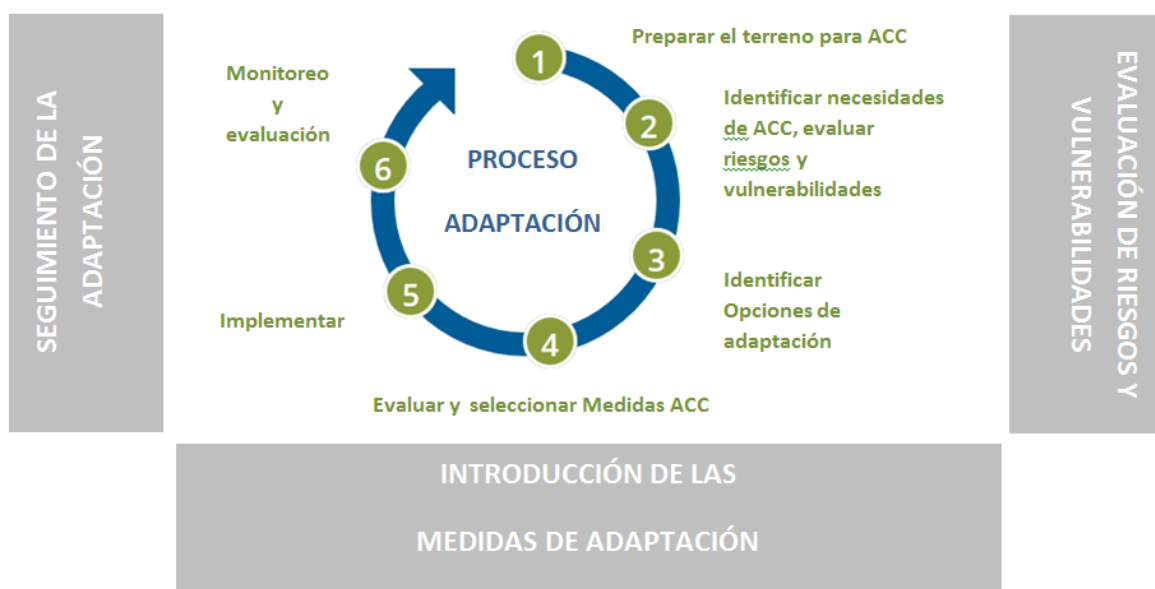 SEGUIMIENTO DE LA
ADAPTACIÓN
Monitoreo
y
evaluación
PROCESO
ADAPTACIÓN
1
Preparar el terreno para ACC
2
Identificar necesidades
de ACC, evaluar
riesgos y
vulnerabilidades
3
Identificar
Opciones de
adaptación
4
Evaluar y seleccionar Medidas ACC
5
Implementar
6
EVALUACIÓN DE RIESGOS Y
VULNERABILIDADES
INTRODUCCIÓN DE LAS
MEDIDAS DE ADAPTACIÓN